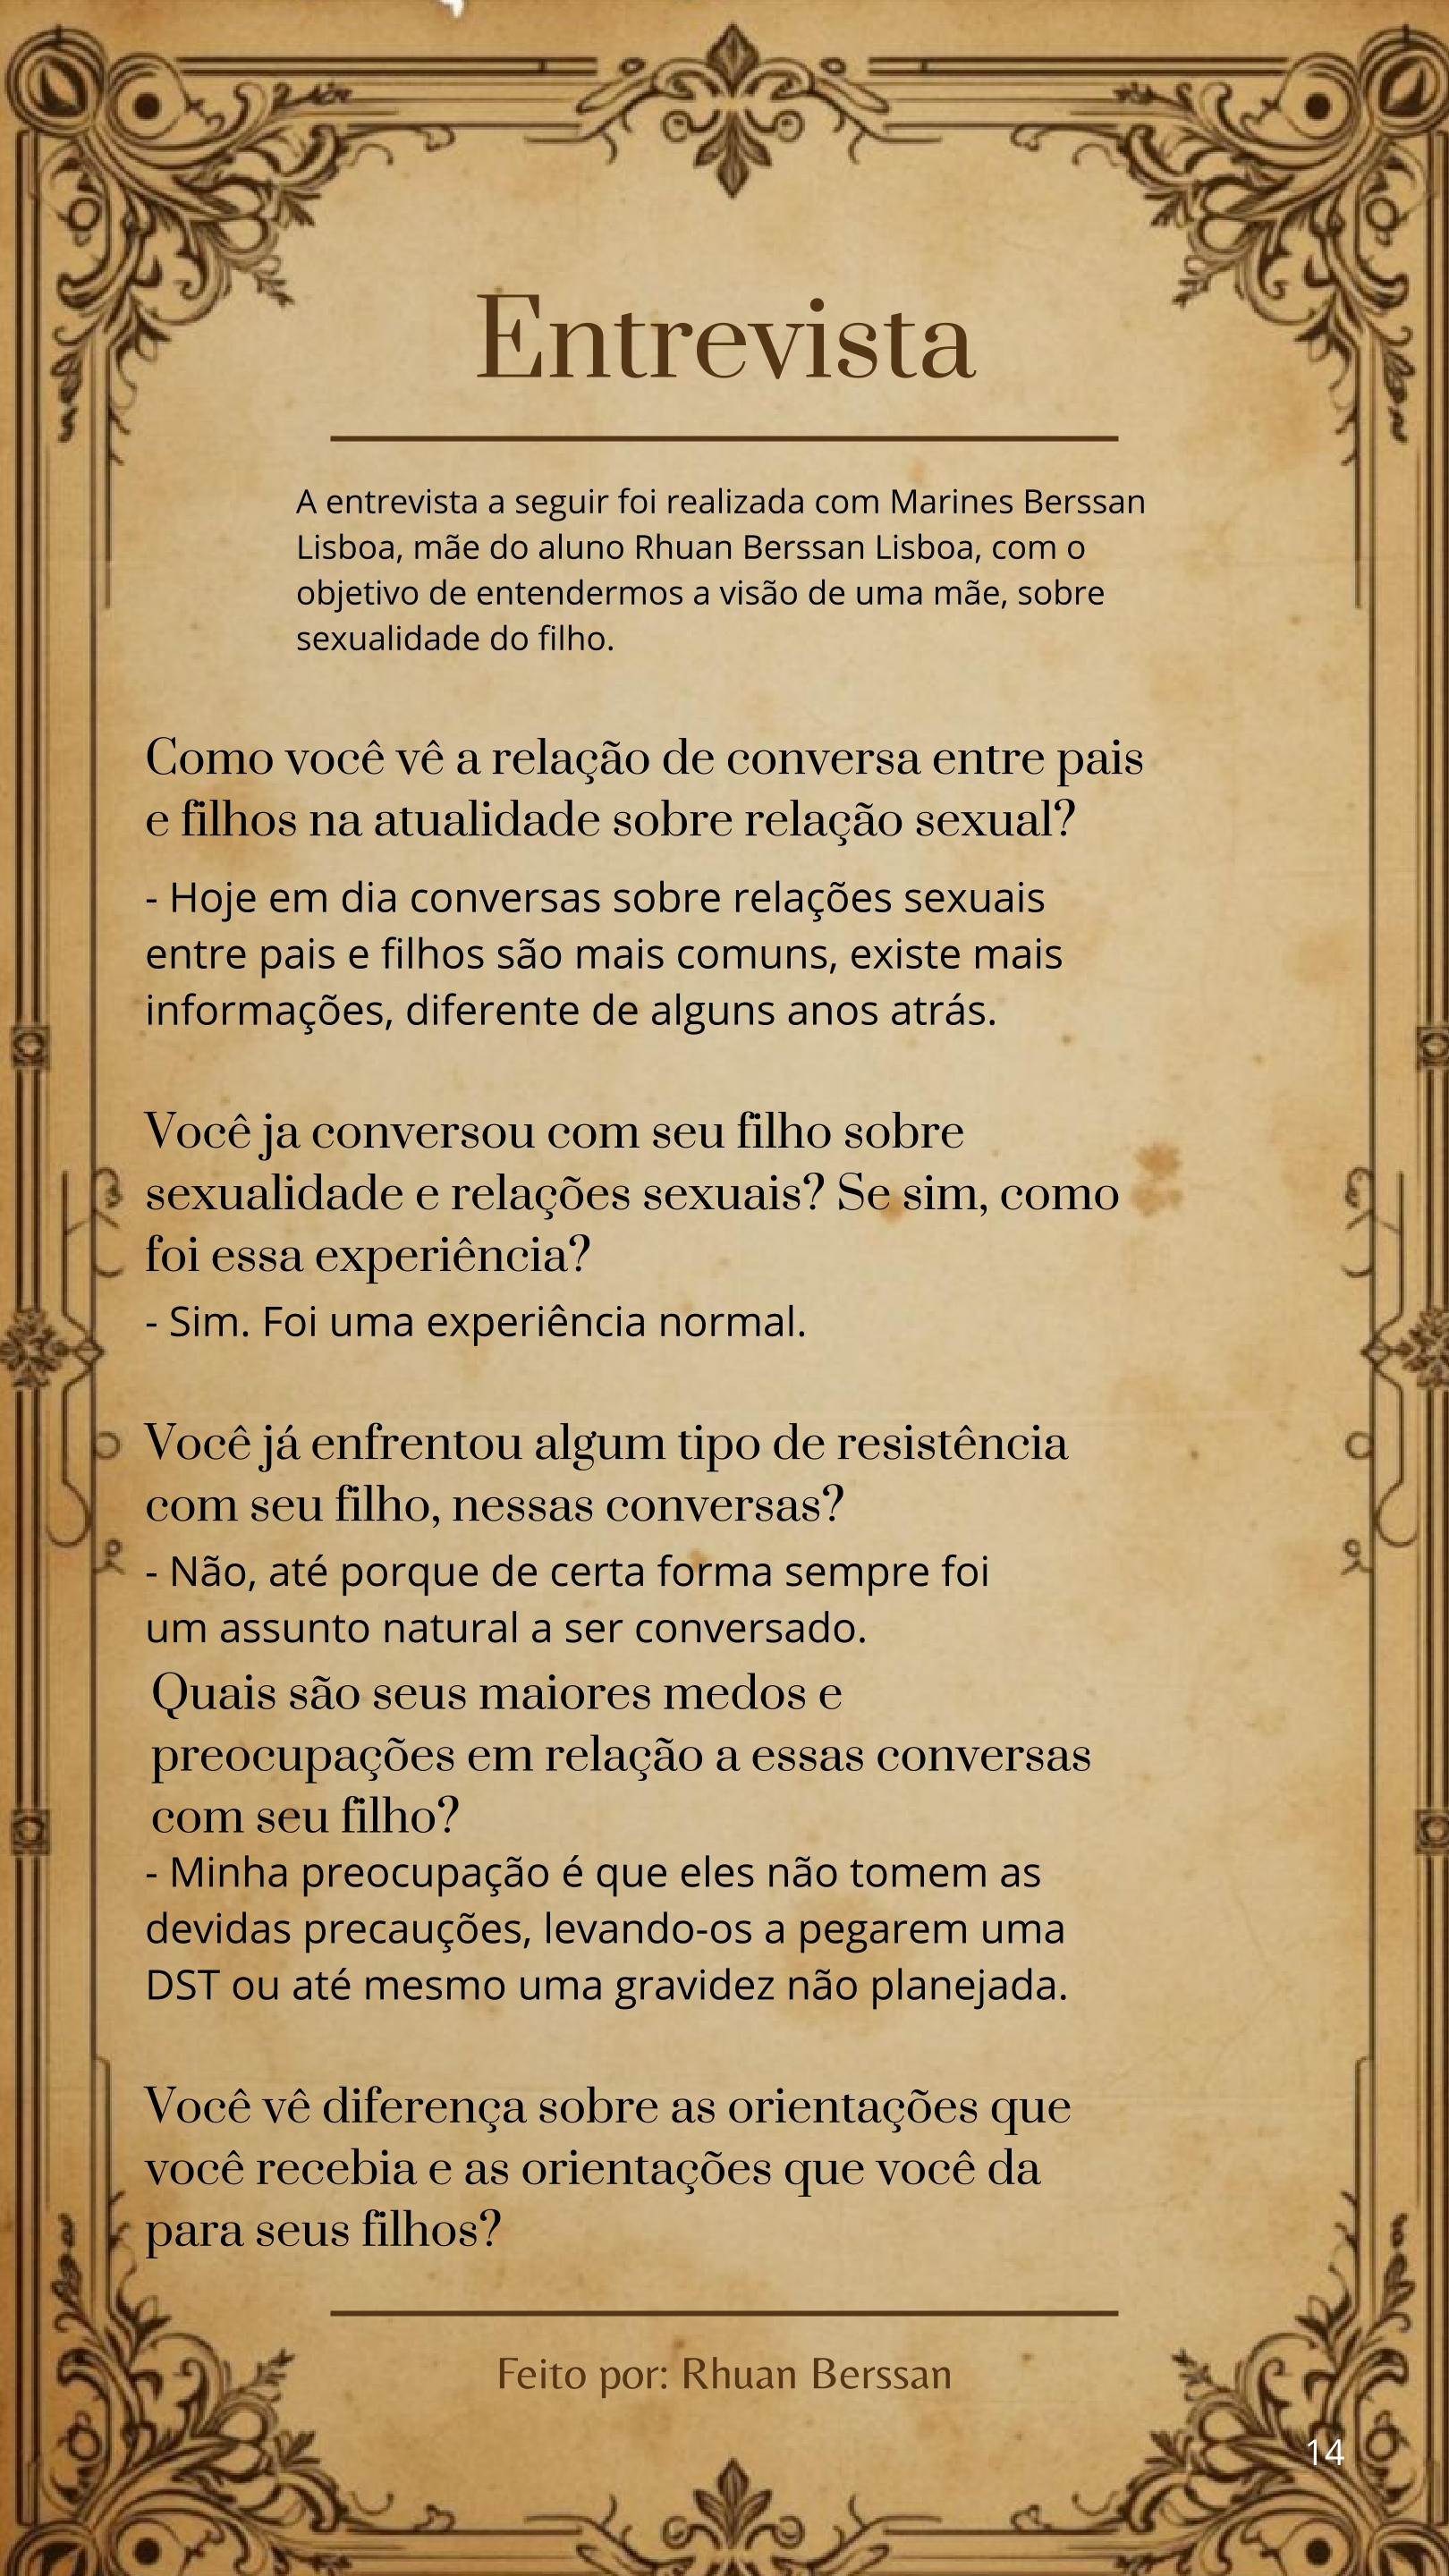 Entrevista
A entrevista a seguir foi realizada com Marines Berssan
Lisboa, mãe do aluno Rhuan Berssan Lisboa, com o
objetivo de entendermos a visão de uma mãe, sobre
sexualidade do filho.
Como você vê a relação de conversa entre pais
e filhos na atualidade sobre relação sexual?
- Hoje em dia conversas sobre relações sexuais
entre pais e filhos são mais comuns, existe mais
informações, diferente de alguns anos atrás.
Você ja conversou com seu filho sobre
sexualidade e relações sexuais? Se sim, como
foi essa experiência?
- Sim. Foi uma experiência normal.
Você já enfrentou algum tipo de resistência
com seu filho, nessas conversas?
- Não, até porque de certa forma sempre foi
um assunto natural a ser conversado.
Quais são seus maiores medos e
preocupações em relação a essas conversas
com seu filho?
- Minha preocupação é que eles não tomem as
devidas precauções, levando-os a pegarem uma
DST ou até mesmo uma gravidez não planejada.
Você vê diferença sobre as orientações que
você recebia e as orientações que você da
para seus filhos?
Feito por: Rhuan Berssan
14